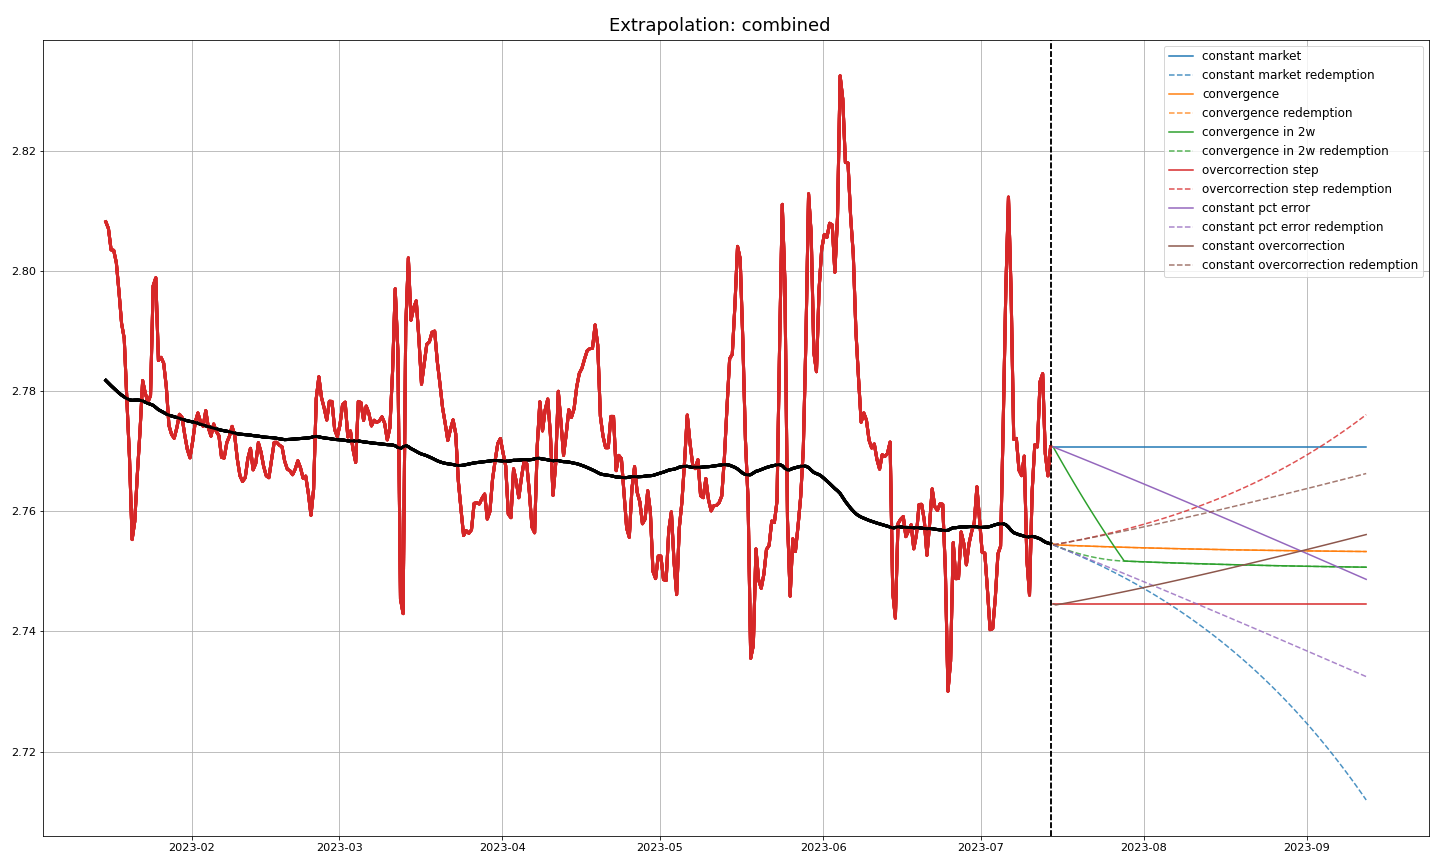 Extrapolation: combined
constant market
constant market redemption
convergence
convergence redemption
convergence in 2w
convergence in 2w redemption
overcorrection step
overcorrection step redemption
constant pct error
constant pct error redemption
constant overcorrection
constant overcorrection redemption
2.82
2.80
2.78
2.76
2.74
2.72
2023-02 2023-03 2023-04 2023-05 2023-06 2023-07 2023-08 2023-09